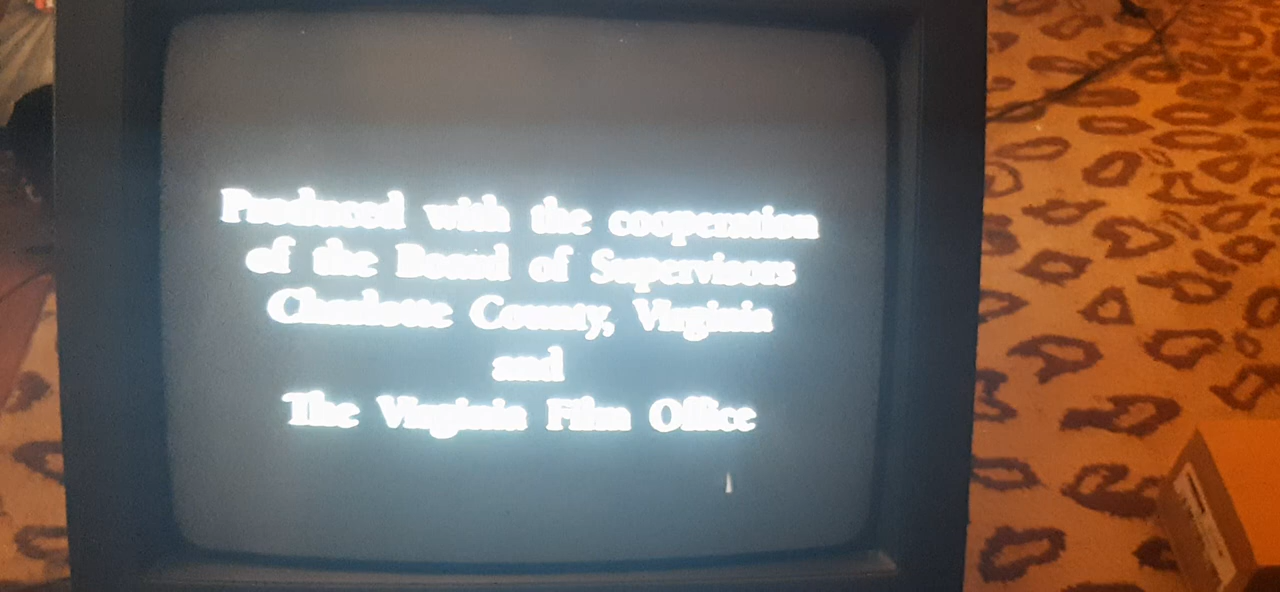 Produced with the cooperation
of the Board of Supervisors
Charlotte County, Virginia
and
The Virginia Film Office